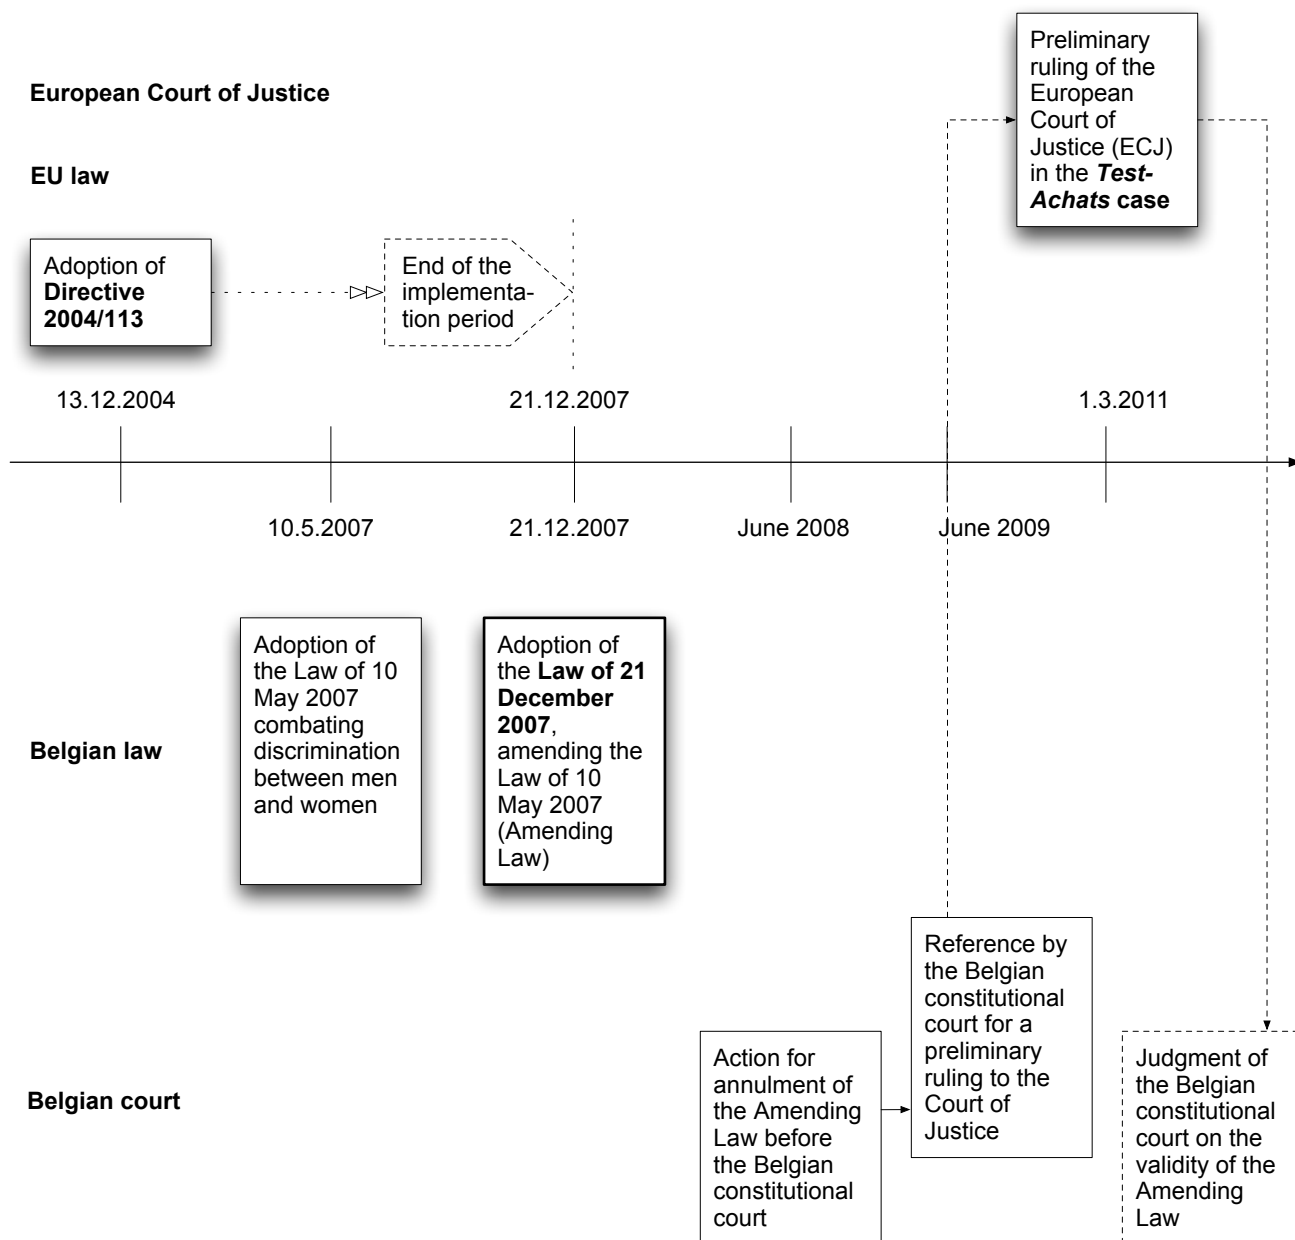 Preliminary
ruling of the
European
Court of
Justice (ECJ)
in the Test-
Achats case
European Court of Justice
EU law
Adoption of
Directive
2004/113
End of the
implementa-
tion period
13.12.2004
21.12.2007
1.3.2011
10.5.2007
21.12.2007
June 2008
June 2009
Adoption of
the Law of 10
May 2007
combating
discrimination
between men
and women
Adoption of
the Law of 21
December
2007,
amending the
Law of 10
May 2007
(Amending
Law)
Belgian law
Belgian court
Action for
annulment of
the Amending
Law before
the Belgian
constitutional
court
Reference by
the Belgian
constitutional
court for a
preliminary
ruling to the
Court of
Justice
Judgment of
the Belgian
constitutional
court on the
validity of the
Amending
Law